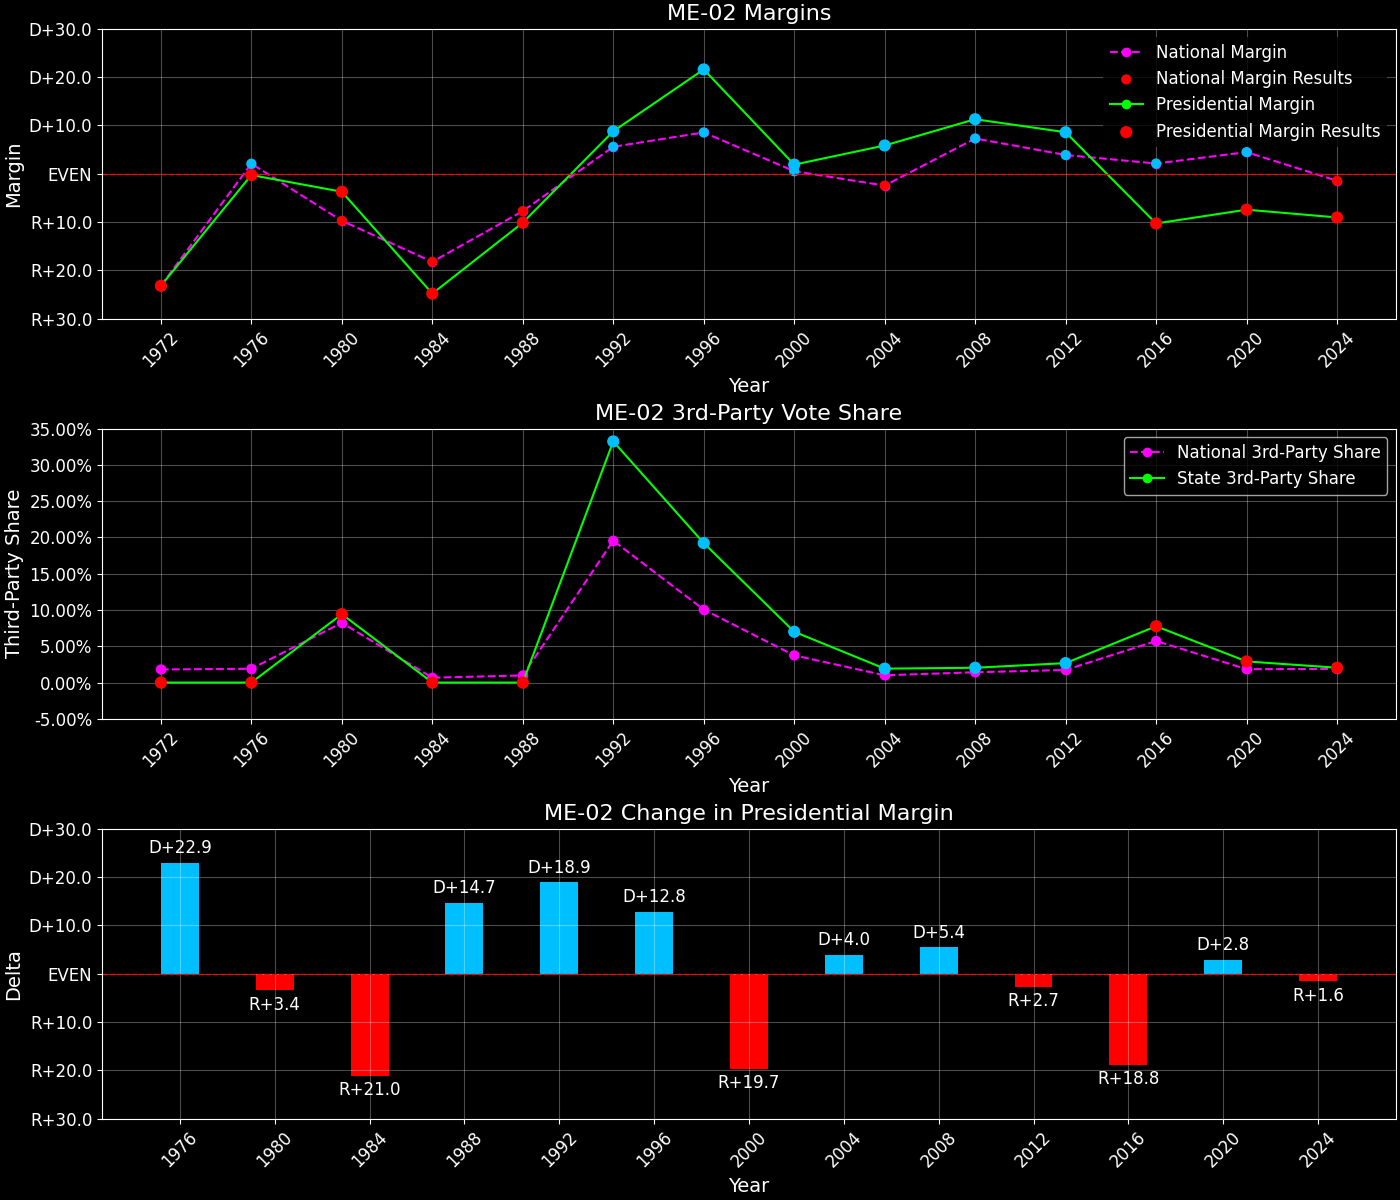 ME-02 Margins
D+30.0
D+20.0
D+10.0
EVEN
R+10.0
R+20.0
R+30.0
Margin
National Margin
National Margin Results
Presidential Margin
Presidential Margin Results
1972 1976 1980 1984 1988 1992 1996 2000 2004 2008 2012 2016 2020 2024
Year
ME-02 3rd-Party Vote Share
35.00%
30.00%
25.00%
20.00%
15.00%
10.00%
5.00%
0.00%
-5.00%
Third-Party Share
National 3rd-Party Share
State 3rd-Party Share
1972 1976 1980 1984 1988 1992 1996 2000 2004 2008 2012 2016 2020 2024
Year
ME-02 Change in Presidential Margin
D+30.0
D+20.0
D+10.0
EVEN
R+10.0
R+20.0
R+30.0
Delta
D+22.9
R+3.4
R+21.0
D+14.7
D+18.9
D+12.8
R+19.7
D+4.0
D+5.4
R+2.7
R+18.8
D+2.8
R+1.6
1976 1980 1984 1988 1992 1996 2000 2004 2008 2012 2016 2020 2024
Year